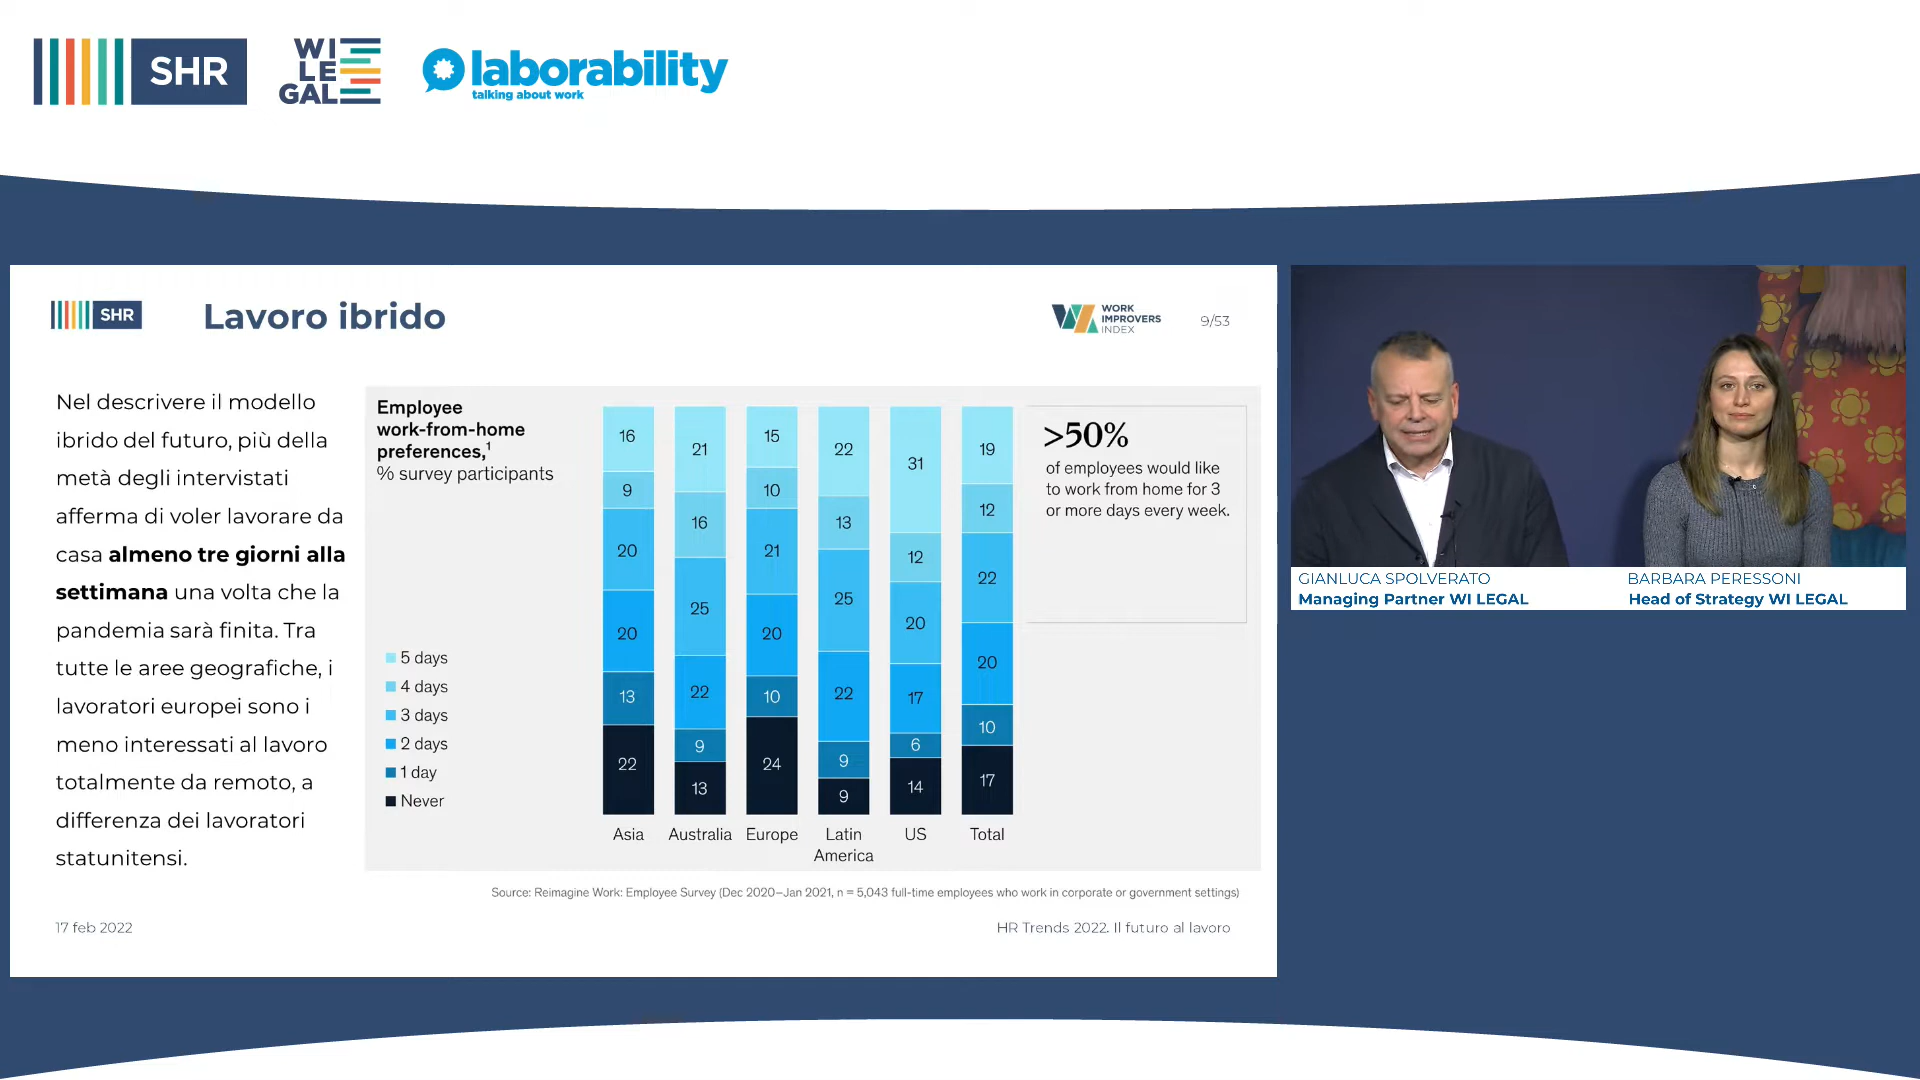 SHR
WI
LE
GAL
laborability
talking about work
SHR
Lavoro ibrido
WORK
IMPROVERS
INDEX
9/53
Nel descrivere il modello
ibrido del futuro, più della
metà degli intervistati
afferma di voler lavorare da
casa almeno tre giorni alla
settimana una volta che la
pandemia sarà finita. Tra
tutte le aree geografiche, i
lavoratori europei sono i
meno interessati al lavoro
totalmente da remoto, a
differenza dei lavoratori
statunitensi.
Employee
work-from-home
preferences,¹
% survey participants
5 days
4 days
3 days
2 days
1 day
Never
16
9
20
20
13
22
Asia
21
16
25
22
9
13
Australia
15
10
21
20
10
24
Europe
22
13
25
22
9
9
Latin
America
31
12
20
17
6
14
US
19
12
22
20
10
17
Total
>50%
of employees would like
to work from home for 3
or more days every week.
Source: Reimagine Work: Employee Survey (Dec 2020–Jan 2021, n = 5,043 full-time employees who work in corporate or government settings)
17 feb 2022
HR Trends 2022. Il futuro al lavoro
GIANLUCA SPOLVERATO
Managing Partner WI LEGAL
BARBARA PERESSONI
Head of Strategy WI LEGAL